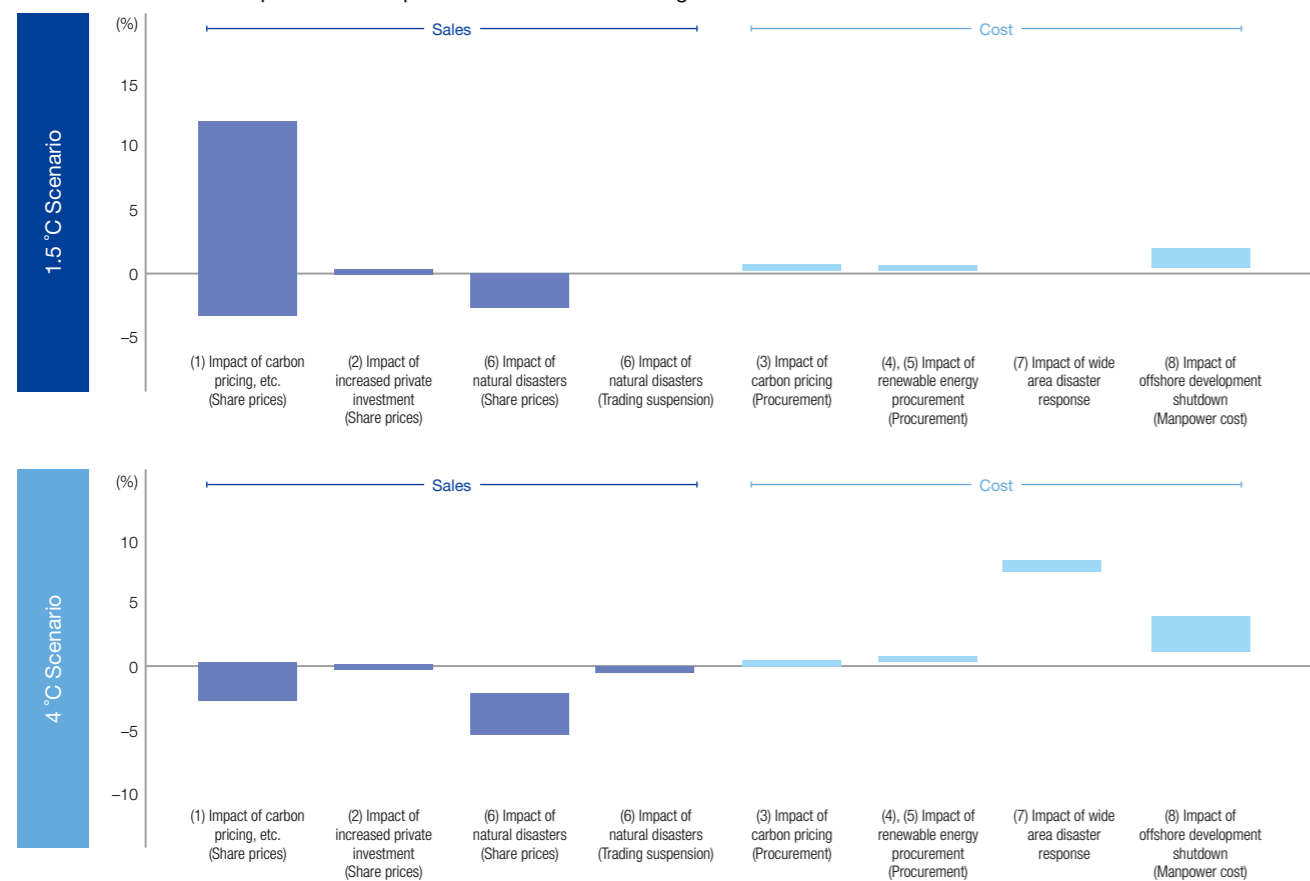 1.5 ˚C Scenario
(%)
Sales
Cost
15
10
5
0
–5
(1) Impact of carbon
pricing, etc.
(Share prices)
(2) Impact of
increased private
investment
(Share prices)
(6) Impact of
natural disasters
(Share prices)
(6) Impact of
natural disasters
(Trading suspension)
(3) Impact of
carbon pricing
(Procurement)
(4), (5) Impact of
renewable energy
procurement
(Procurement)
(7) Impact of wide
area disaster
response
(8) Impact of
offshore development
shutdown
(Manpower cost)
4 ˚C Scenario
(%)
Sales
Cost
10
5
0
–5
–10
(1) Impact of carbon
pricing, etc.
(Share prices)
(2) Impact of
increased private
investment
(Share prices)
(6) Impact of
natural disasters
(Share prices)
(6) Impact of
natural disasters
(Trading suspension)
(3) Impact of
carbon pricing
(Procurement)
(4), (5) Impact of
renewable energy
procurement
(Procurement)
(7) Impact of wide
area disaster
response
(8) Impact of
offshore development
shutdown
(Manpower cost)